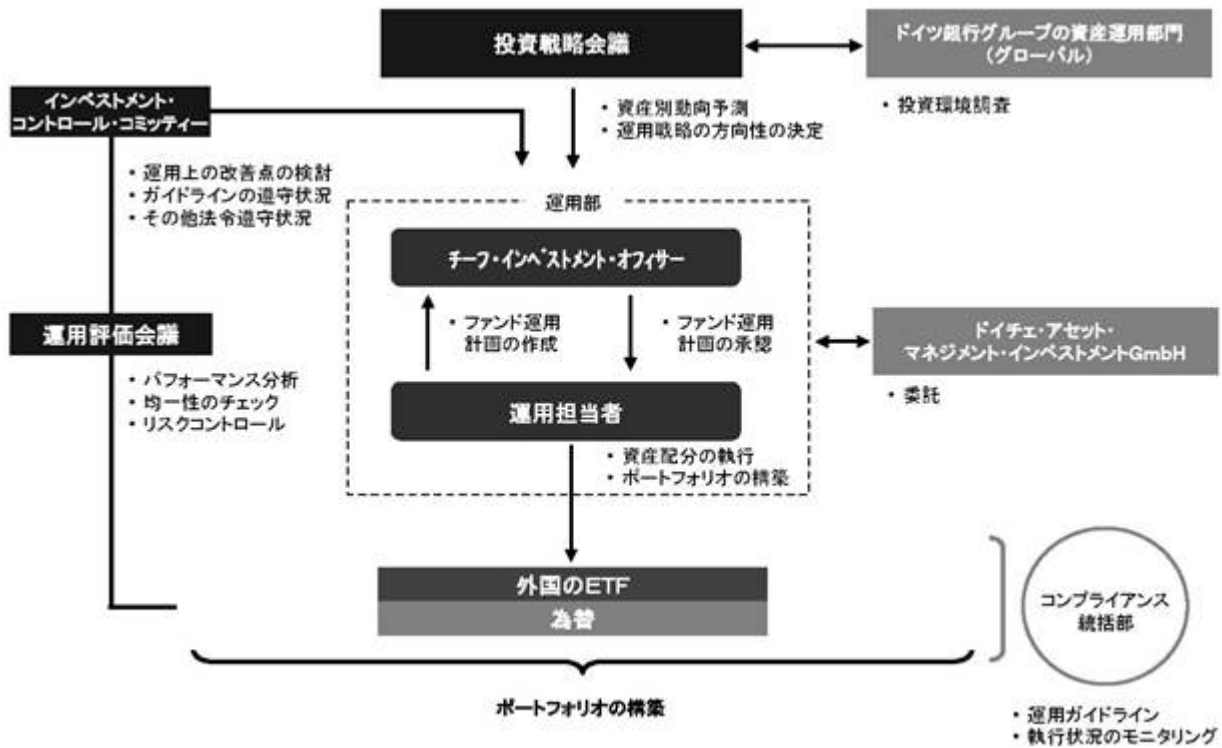 投資戦略会議
ドイツ銀行グループの資産運用部門
（グローバル）
・投資環境調査
・資産別動向予測
・運用戦略の方向性の決定
インベストメント・
コントロール・コミッティー
・運用上の改善点の検討
・ガイドラインの遵守状況
・その他法令遵守状況
運用部
チーフ・インベストメント・オフィサー
・ファンド運用
計画の作成
・ファンド運用
計画の承認
運用評価会議
・パフォーマンス分析
・均一性のチェック
・リスクコントロール
ドイチェ・アセット・
マネジメント・インベストメントGmbH
・委託
運用担当者
・資産配分の執行
・ポートフォリオの構築
外国のETF
為替
コンプライアンス
統括部
ポートフォリオの構築
・運用ガイドライン
・執行状況のモニタリング